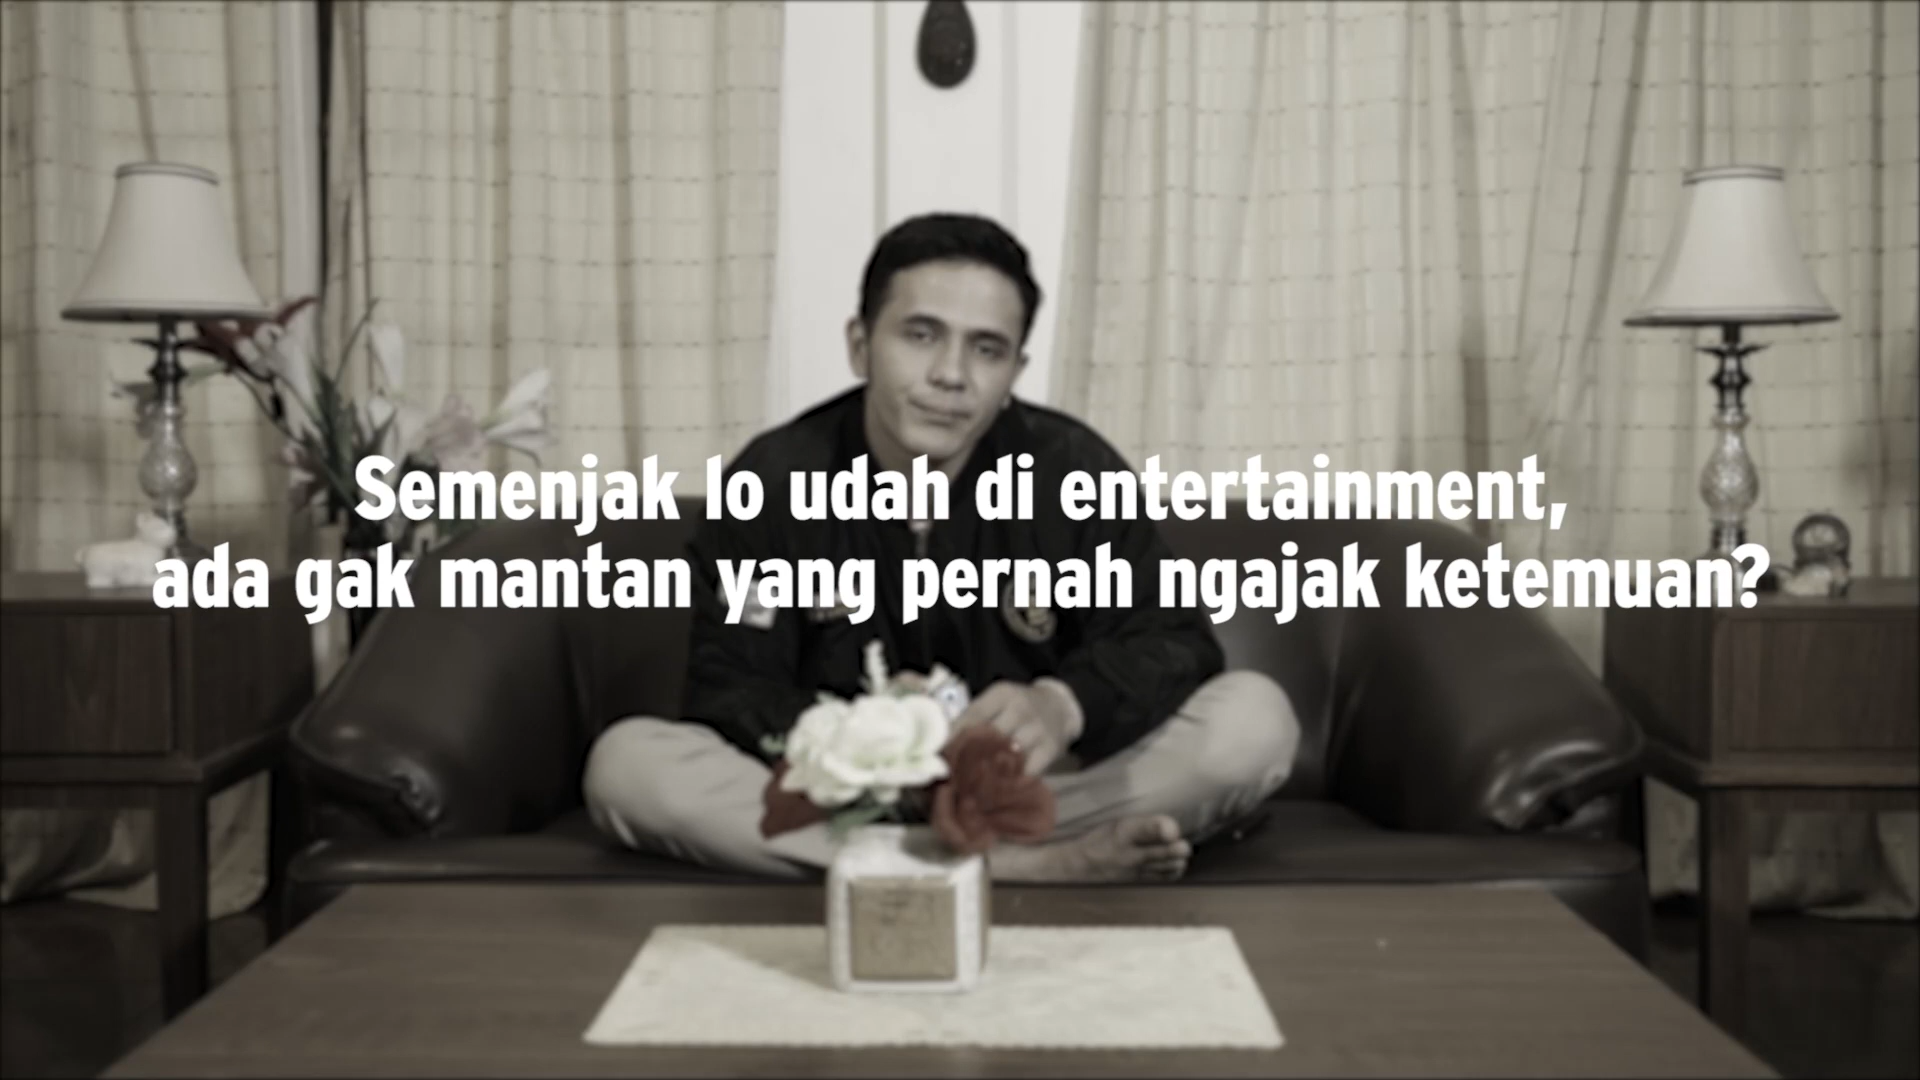 Semenjak lo udah di entertainment,
ada gak mantan yang pernah ngajak ketemuan?